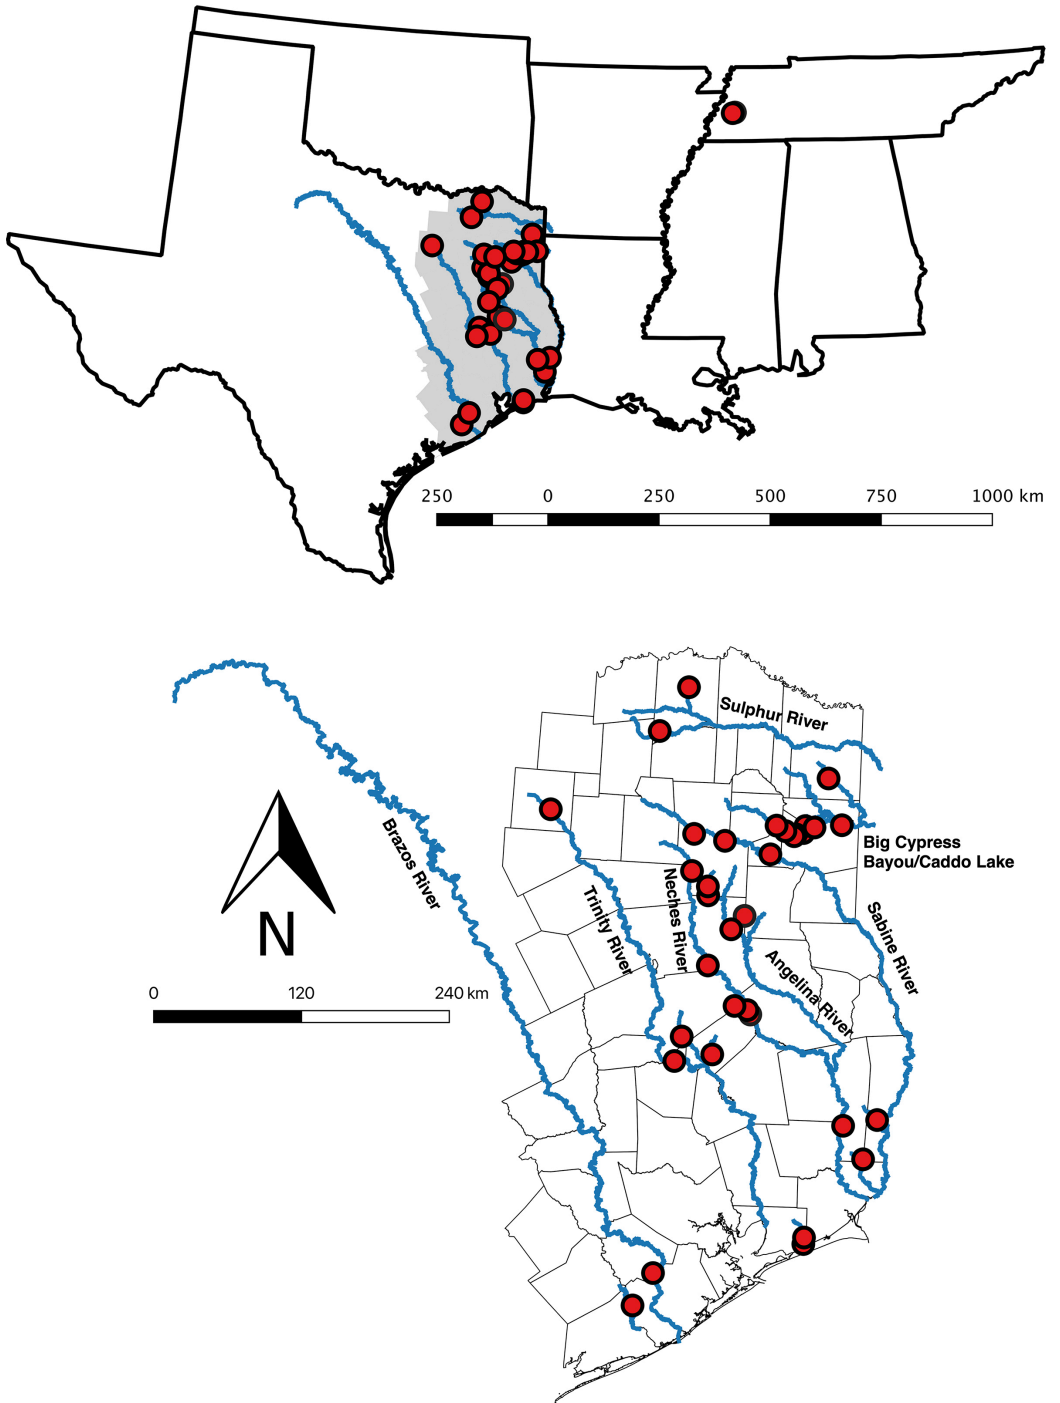 250 0 250 500 750 1000 km
Sulphur River
Brazos River
Big Cypress
Bayou/Caddo Lake
N
Trinity River
Neches River
Sabine River
Angelina River
0 120 240 km